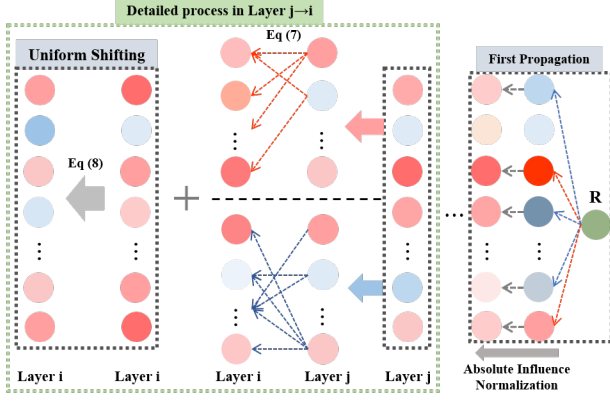 Detailed process in Layer j→i
Uniform Shifting
Eq (7)
First Propagation
Eq (8)
+
R
...
Layer i
Layer i
Layer i
Layer j
Layer j
Absolute Influence
Normalization